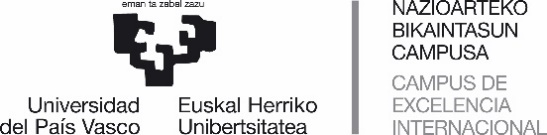 eman ta zabal zazu
Universidad
del País Vasco
Euskal Herriko
Unibertsitatea
NAZIOARTEKO
BIKAINTASUN
CAMPUSA
CAMPUS DE
EXCELENCIA
INTERNACIONAL